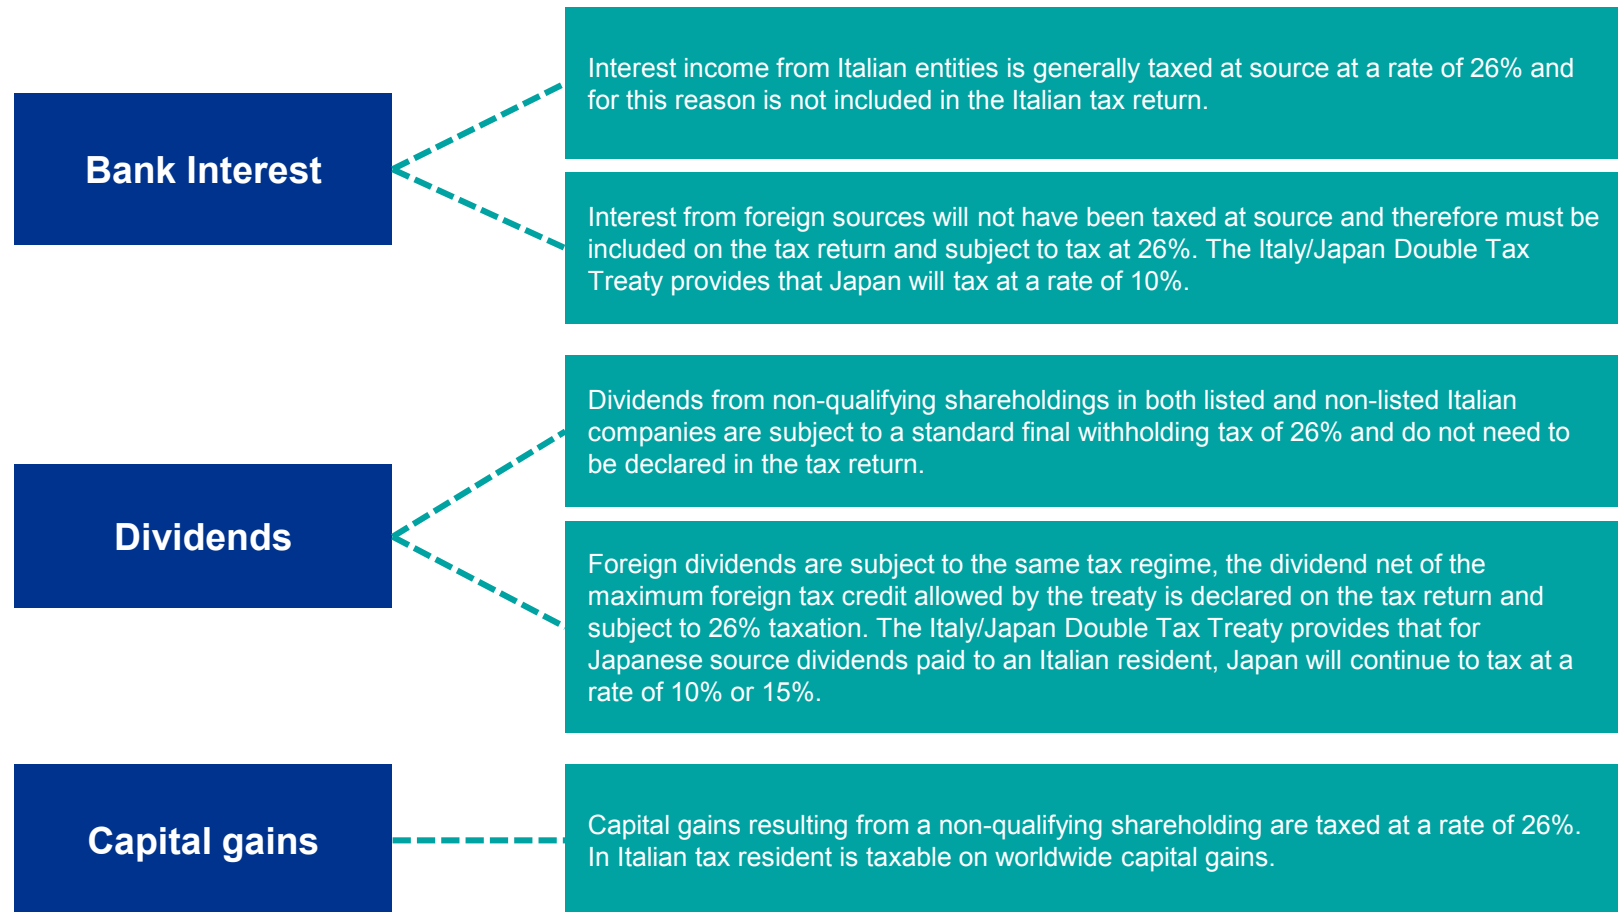 Bank Interest
Interest income from Italian entities is generally taxed at source at a rate of 26% and
for this reason is not included in the Italian tax return.
Interest from foreign sources will not have been taxed at source and therefore must be
included on the tax return and subject to tax at 26%. The Italy/Japan Double Tax
Treaty provides that Japan will tax at a rate of 10%.
Dividends
Dividends from non-qualifying shareholdings in both listed and non-listed Italian
companies are subject to a standard final withholding tax of 26% and do not need to
be declared in the tax return.
Foreign dividends are subject to the same tax regime, the dividend net of the
maximum foreign tax credit allowed by the treaty is declared on the tax return and
subject to 26% taxation. The Italy/Japan Double Tax Treaty provides that for
Japanese source dividends paid to an Italian resident, Japan will continue to tax at a
rate of 10% or 15%.
Capital gains
Capital gains resulting from a non-qualifying shareholding are taxed at a rate of 26%.
In Italian tax resident is taxable on worldwide capital gains.